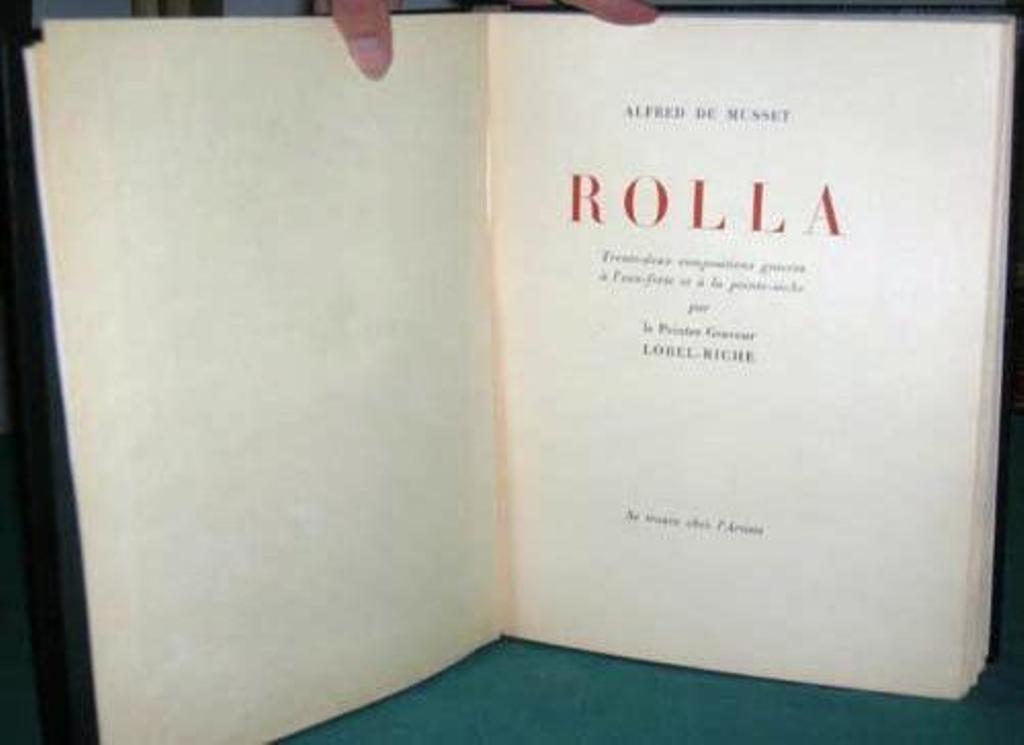 ALFRED DE MUSSET
ROLLA
Trente-deux compositions gravées
à l'eau-forte et à la pointe-sèche
par
le Peintre Graveur
LOBEL-RICHE
Se trouve chez l'Artiste